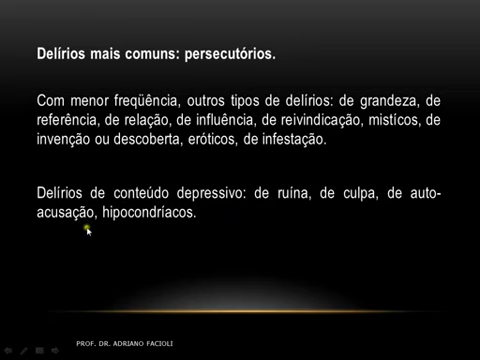 Delírios mais comuns: persecutórios.
Com menor freqüência, outros tipos de delírios: de grandeza, de
referência, de relação, de influência, de reivindicação, místicos, de
invenção ou descoberta, eróticos, de infestação.
Delírios de conteúdo depressivo: de ruína, de culpa, de auto-
acusação, hipocondríacos.
PROF. DR. ADRIANO FACIOLI